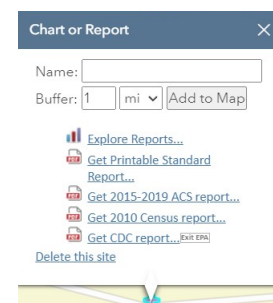 Chart or Report
Name:
Buffer: 1 mi Add to Map
Explore Reports...
Get Printable Standard
Report...
Get 2015-2019 ACS report...
Get 2010 Census report...
Get CDC report... Exit EPA
Delete this site